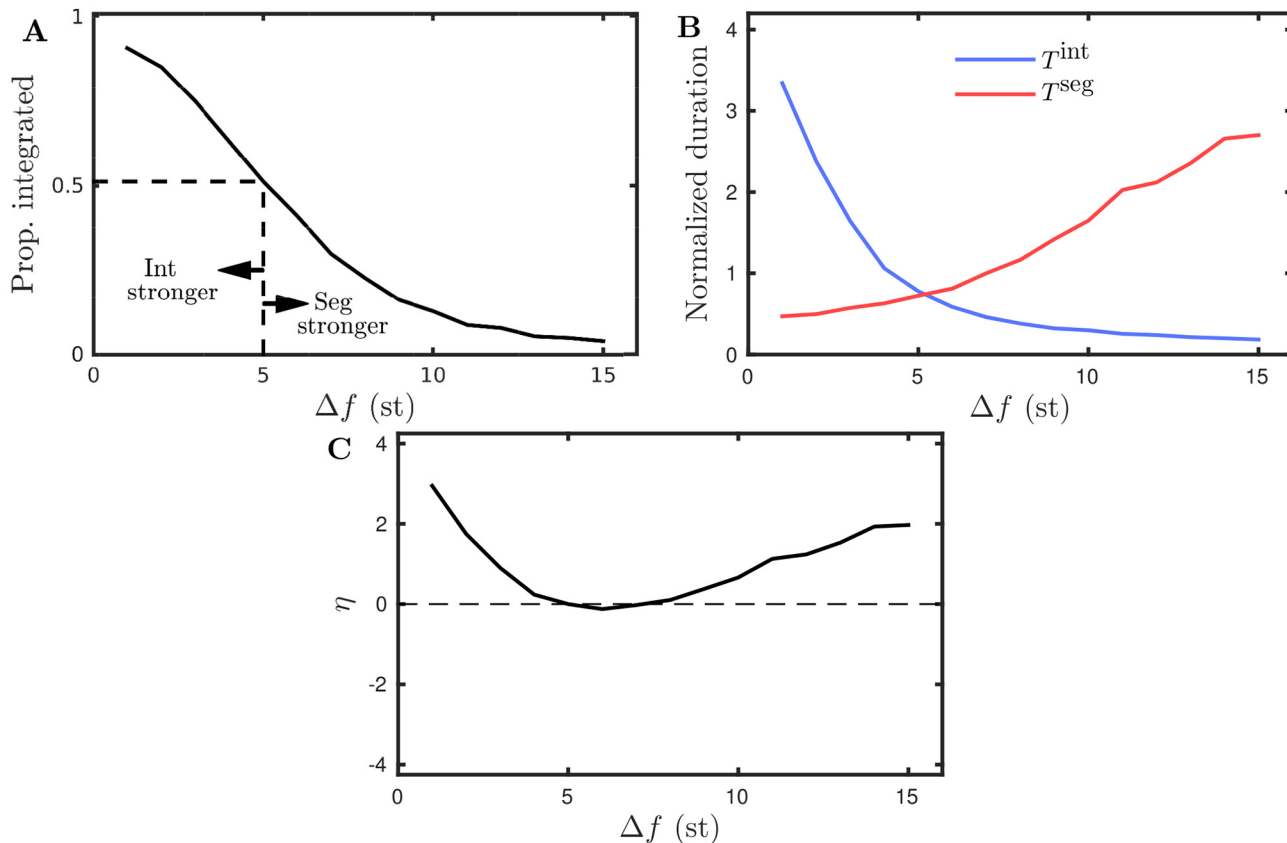 A
Prop. integrated
1
0.5
0
Int
stronger
Seg
stronger
0
5
10
15
Δf (st)
B
Normalized duration
4
3
2
1
0
T^int
T^seg
0
5
10
15
Δf (st)
C
η
4
2
0
-2
-4
0
5
10
15
Δf (st)